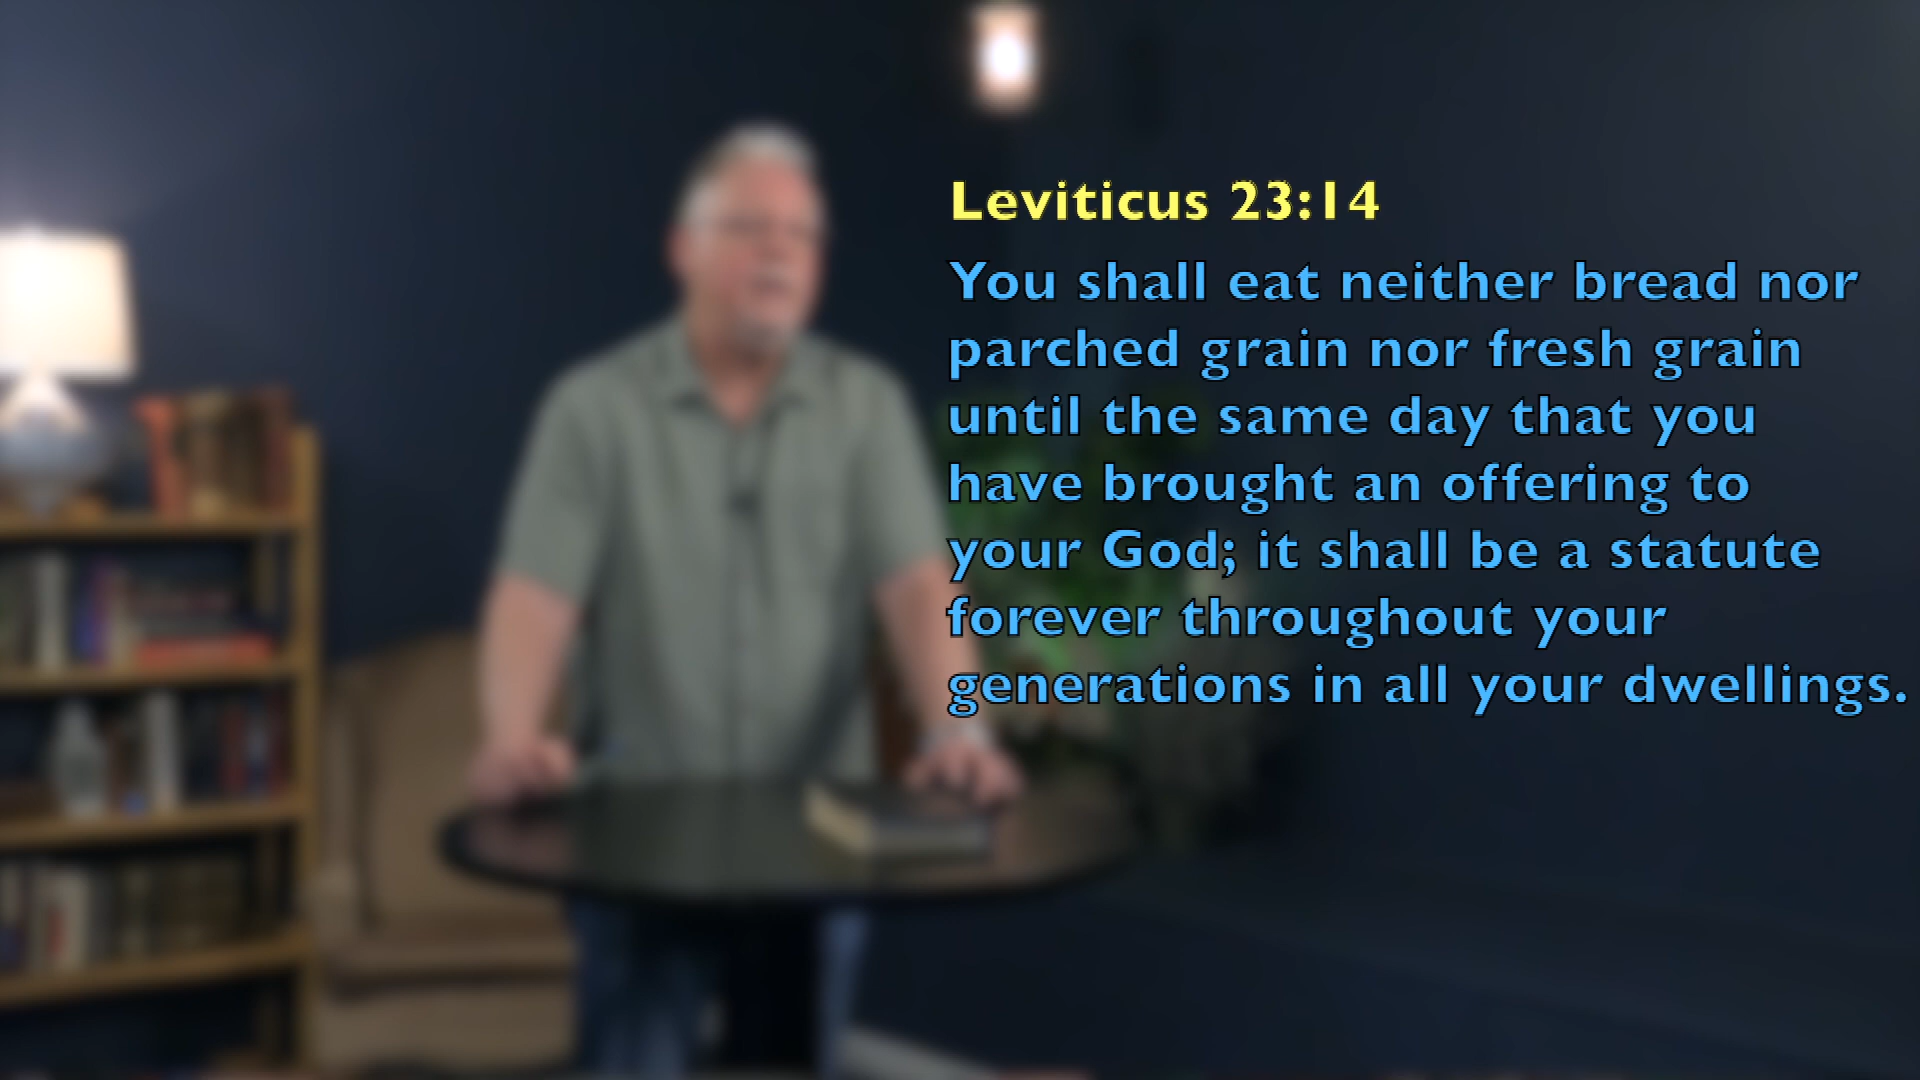 Leviticus 23:14
You shall eat neither bread nor
parched grain nor fresh grain
until the same day that you
have brought an offering to
your God; it shall be a statute
forever throughout your
generations in all your dwellings.